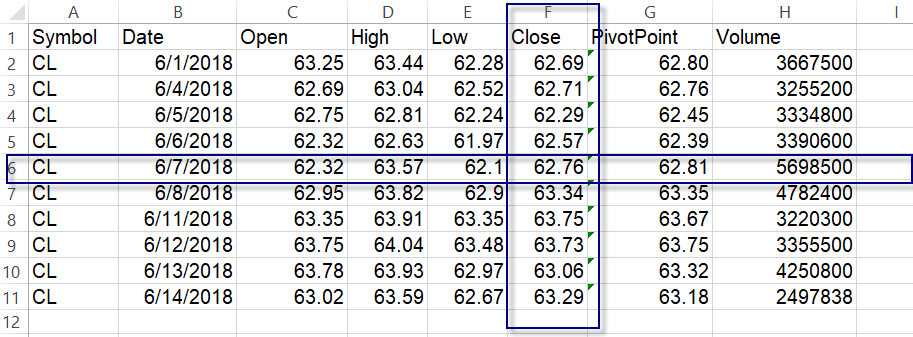 A B C D E F G H I
1 Symbol Date Open High Low Close PivotPoint Volume
2 CL 6/1/2018 63.25 63.44 62.28 62.69 62.80 3667500
3 CL 6/4/2018 62.69 63.04 62.52 62.71 62.76 3255200
4 CL 6/5/2018 62.75 62.81 62.24 62.29 62.45 3334800
5 CL 6/6/2018 62.32 62.63 61.97 62.57 62.39 3390600
6 CL 6/7/2018 62.32 63.57 62.1 62.76 62.81 5698500
7 CL 6/8/2018 62.95 63.82 62.9 63.34 63.35 4782400
8 CL 6/11/2018 63.35 63.91 63.35 63.75 63.67 3220300
9 CL 6/12/2018 63.75 64.04 63.48 63.73 63.75 3355500
10 CL 6/13/2018 63.78 63.93 62.97 63.06 63.32 4250800
11 CL 6/14/2018 63.02 63.59 62.67 63.29 63.18 2497838
12